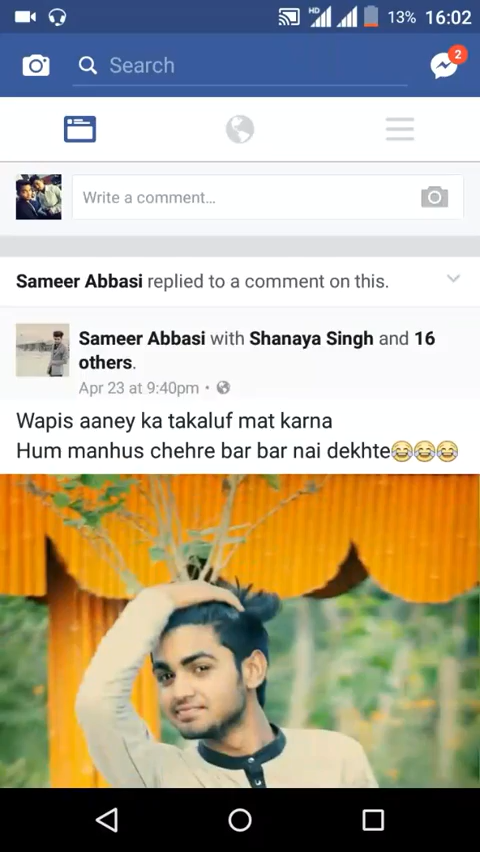 HD 13% 16:02
Search
2
Write a comment...
Sameer Abbasi replied to a comment on this.
Sameer Abbasi with Shanaya Singh and 16
others.
Apr 23 at 9:40pm •
Wapis aaney ka takaluf mat karna
Hum manhus chehre bar bar nai dekhte😂😂😂